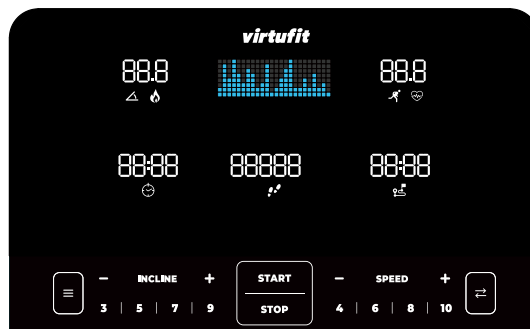 virtufit
88.8
88.8
88:88
88888
88:88
− INCLINE +
START
− SPEED +
3 | 5 | 7 | 9
STOP
4 | 6 | 8 | 10